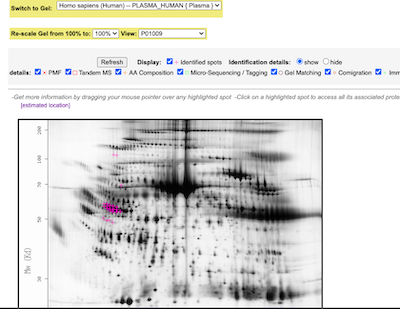 Switch to Gel: Homo sapiens (Human) -- PLASMA_HUMAN { Plasma }
Re-scale Gel from 100% to: 100% View: P01009
Refresh Display: Identified spots Identification details: show hide
details: PMF Tandem MS AA Composition Micro-Sequencing / Tagging Gel Matching Comigration Imm
-Get more information by dragging your mouse pointer over any highlighted spot -Click on a highlighted spot to access all its associated prote
[estimated location]
200
100
70
50
30
Mw (Kd)